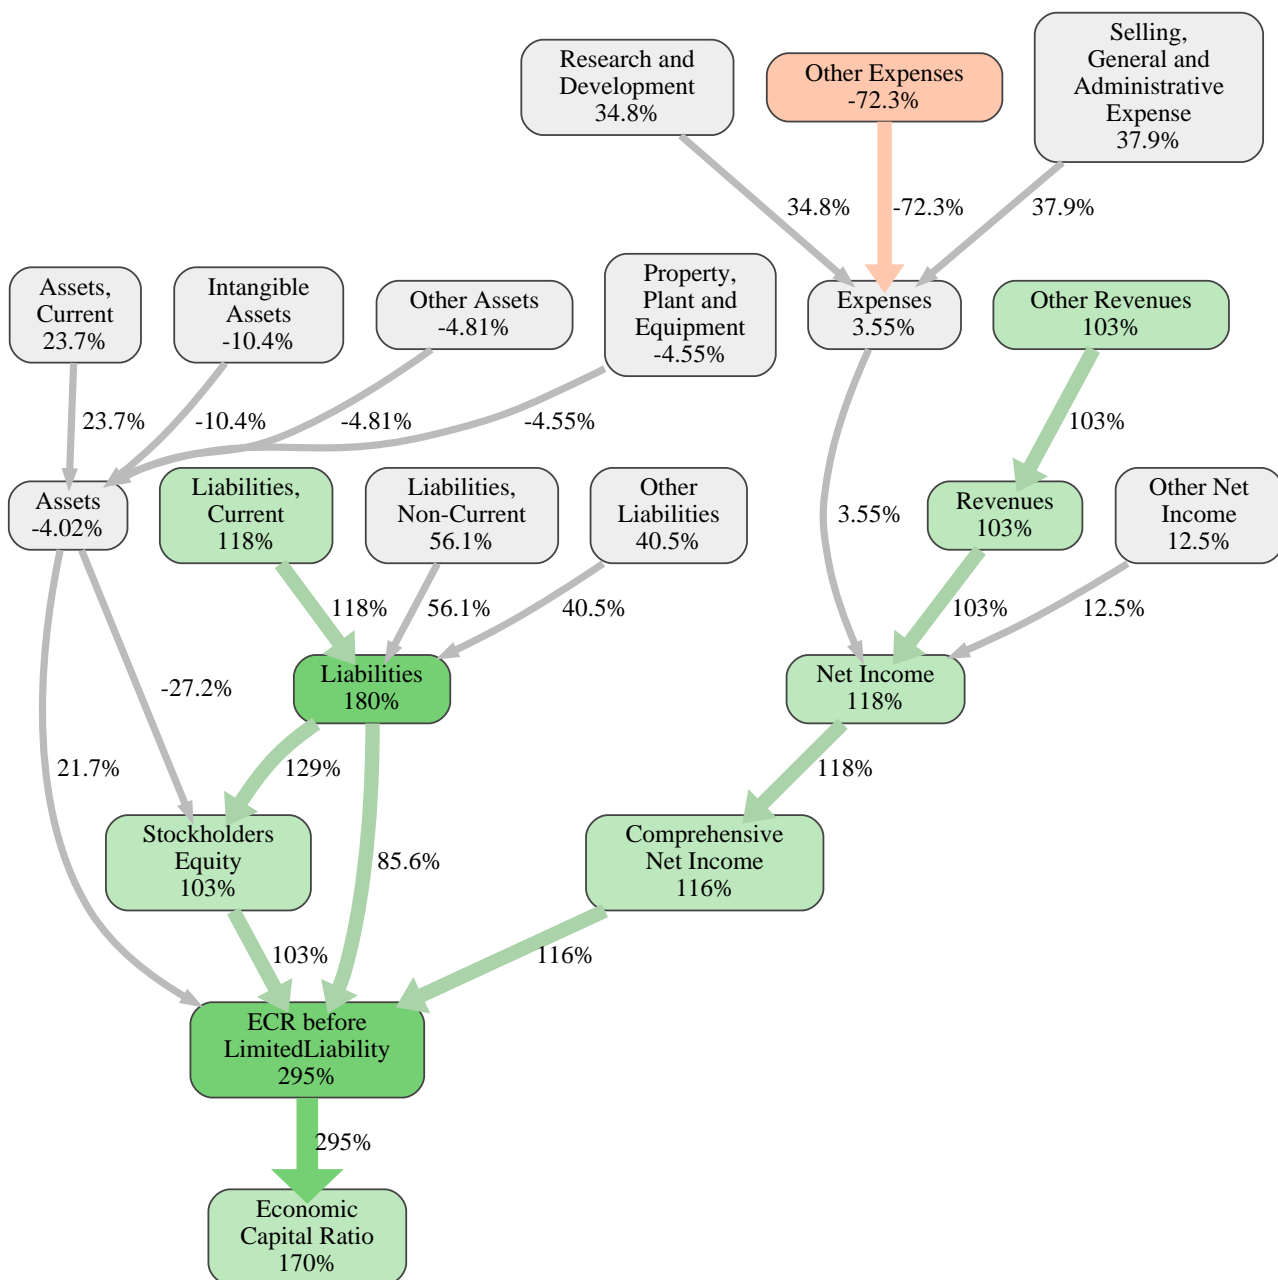 Research and
Development
34.8%
Other Expenses
-72.3%
Selling,
General and
Administrative
Expense
37.9%
34.8%
-72.3%
37.9%
Assets,
Current
23.7%
Intangible
Assets
-10.4%
Other Assets
-4.81%
Property,
Plant and
Equipment
-4.55%
Expenses
3.55%
Other Revenues
103%
23.7%
-10.4%
-4.81%
-4.55%
103%
Assets
-4.02%
Liabilities,
Current
118%
Liabilities,
Non-Current
56.1%
Other
Liabilities
40.5%
3.55%
Revenues
103%
Other Net
Income
12.5%
118%
56.1%
40.5%
103%
12.5%
-27.2%
Liabilities
180%
Net Income
118%
21.7%
129%
118%
Stockholders
Equity
103%
85.6%
Comprehensive
Net Income
116%
103%
116%
ECR before
LimitedLiability
295%
295%
Economic
Capital Ratio
170%